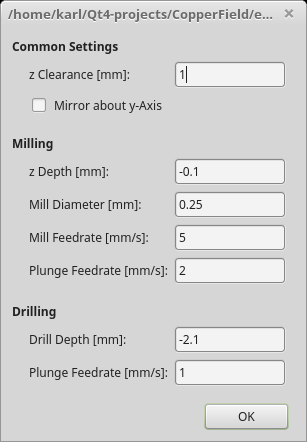 /home/karl/Qt4-projects/CopperField/e...
Common Settings
z Clearance [mm]: 1
Mirror about y-Axis
Milling
z Depth [mm]: -0.1
Mill Diameter [mm]: 0.25
Mill Feedrate [mm/s]: 5
Plunge Feedrate [mm/s]: 2
Drilling
Drill Depth [mm]: -2.1
Plunge Feedrate [mm/s]: 1
OK